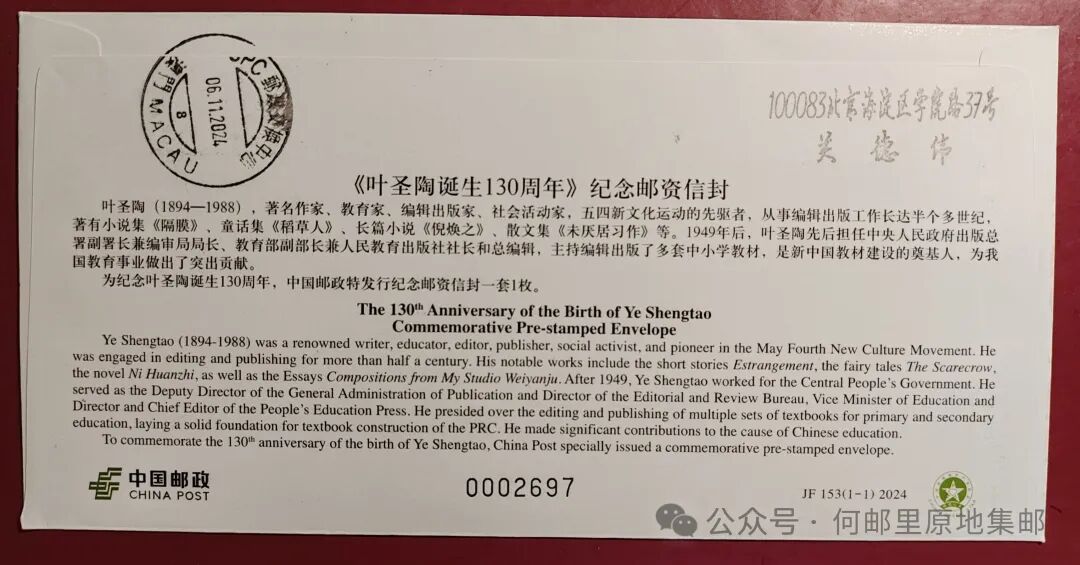 06.11.2024
8
MACAU
100083北京海淀区学院路37号
关德伟
《叶圣陶诞生130周年》纪念邮资信封
叶圣陶（1894—1988），著名作家、教育家、编辑出版家、社会活动家，五四新文化运动的先驱者，从事编辑出版工作长达半个多世纪，
著有小说集《隔膜》、童话集《稻草人》、长篇小说《倪焕之》、散文集《未厌居习作》等。1949年后，叶圣陶先后担任中央人民政府出版总
署副署长兼编审局局长、教育部副部长兼人民教育出版社社长和总编辑，主持编辑出版了多套中小学教材，是新中国教材建设的奠基人，为我
国教育事业做出了突出贡献。
为纪念叶圣陶诞生130周年，中国邮政特发行纪念邮资信封一套1枚。
The 130th Anniversary of the Birth of Ye Shengtao
Commemorative Pre-stamped Envelope
Ye Shengtao (1894-1988) was a renowned writer, educator, editor, publisher, social activist, and pioneer in the May Fourth New Culture Movement. He
was engaged in editing and publishing for more than half a century. His notable works include the short stories Estrangement, the fairy tales The Scarecrow,
the novel Ni Huanzhi, as well as the Essays Compositions from My Studio Weiyanju. After 1949, Ye Shengtao worked for the Central People's Government. He
served as the Deputy Director of the General Administration of Publication and Director of the Editorial and Review Bureau, Vice Minister of Education and
Director and Chief Editor of the People's Education Press. He presided over the editing and publishing of multiple sets of textbooks for primary and secondary
education, laying a solid foundation for textbook construction of the PRC. He made significant contributions to the cause of Chinese education.
To commemorate the 130th anniversary of the birth of Ye Shengtao, China Post specially issued a commemorative pre-stamped envelope.
中国邮政
CHINA POST
0002697
JF 153(1-1) 2024
公众号·何邮里原地集邮